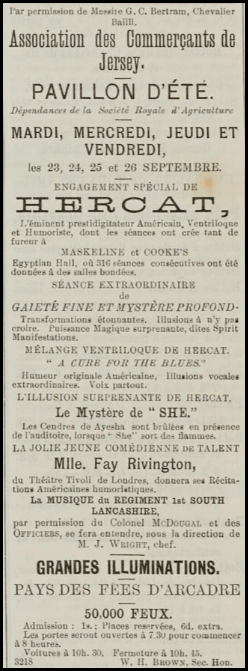 Par permission de Messire G. C. Bertram, Chevalier
Bailli.
Association des Commerçants de
Jersey.
PAVILLON D'ÉTÉ.
Dépendances de la Société Royale d'Agriculture
MARDI, MERCREDI, JEUDI ET
VENDREDI,
les 23, 24, 25 et 26 SEPTEMBRE.
ENGAGEMENT SPÉCIAL DE
HERCAT,
L'éminent prestidigitateur Américain, Ventriloque
et Humoriste, dont les séances ont crée tant de
fureur à
MASKELINE et COOKE'S
Egyptian Hall, où 316 séances consécutives ont été
données à des salles bondées.
SÉANCE EXTRAORDINAIRE
de
GAIETÉ FINE ET MYSTÈRE PROFOND-
Transformations étonnantes. Illusions à n'y pas
croire. Puissance Magique surprenante, dites Spirit
Manifestations.
MÉLANGE VENTRILOQUE DE HERCAT.
" A CURE FOR THE BLUES."
Humeur originale Américaine, Illusions vocales
extraordinaires. Voix partout.
L'ILLUSION SURPRENANTE DE HERCAT,
Le Mystère de " SHE."
Les Cendres de Ayesha sont brûlées en présence
de l'auditoire, lorsque " She" sort des flammes.
LA JOLIE JEUNE COMÉDIENNE DE TALENT
Mlle. Fay Rivington,
du Théâtre Tivoli de Londres, donnera ses Récita-
tions Américaines humoristiques.
La MUSIQUE du REGIMENT 1st SOUTH
LANCASHIRE,
par permission du Colonel McDOUGAL et des
OFFICIERS, se fera entendre, sous la direction de
M. J. WRIGHT, chef.
GRANDES ILLUMINATIONS.
PAYS DES FÉES D'ARCADRE
50,000 FEUX.
Admission : 1s.; Places réservées, 6d. extra.
Les portes seront ouvertes à 7.30 pour commencer
à 8 heures.
Voitures à 10h. 30. Fermeture à 10h. 45.
3218 W. H. BROWN, Sec. Hon.